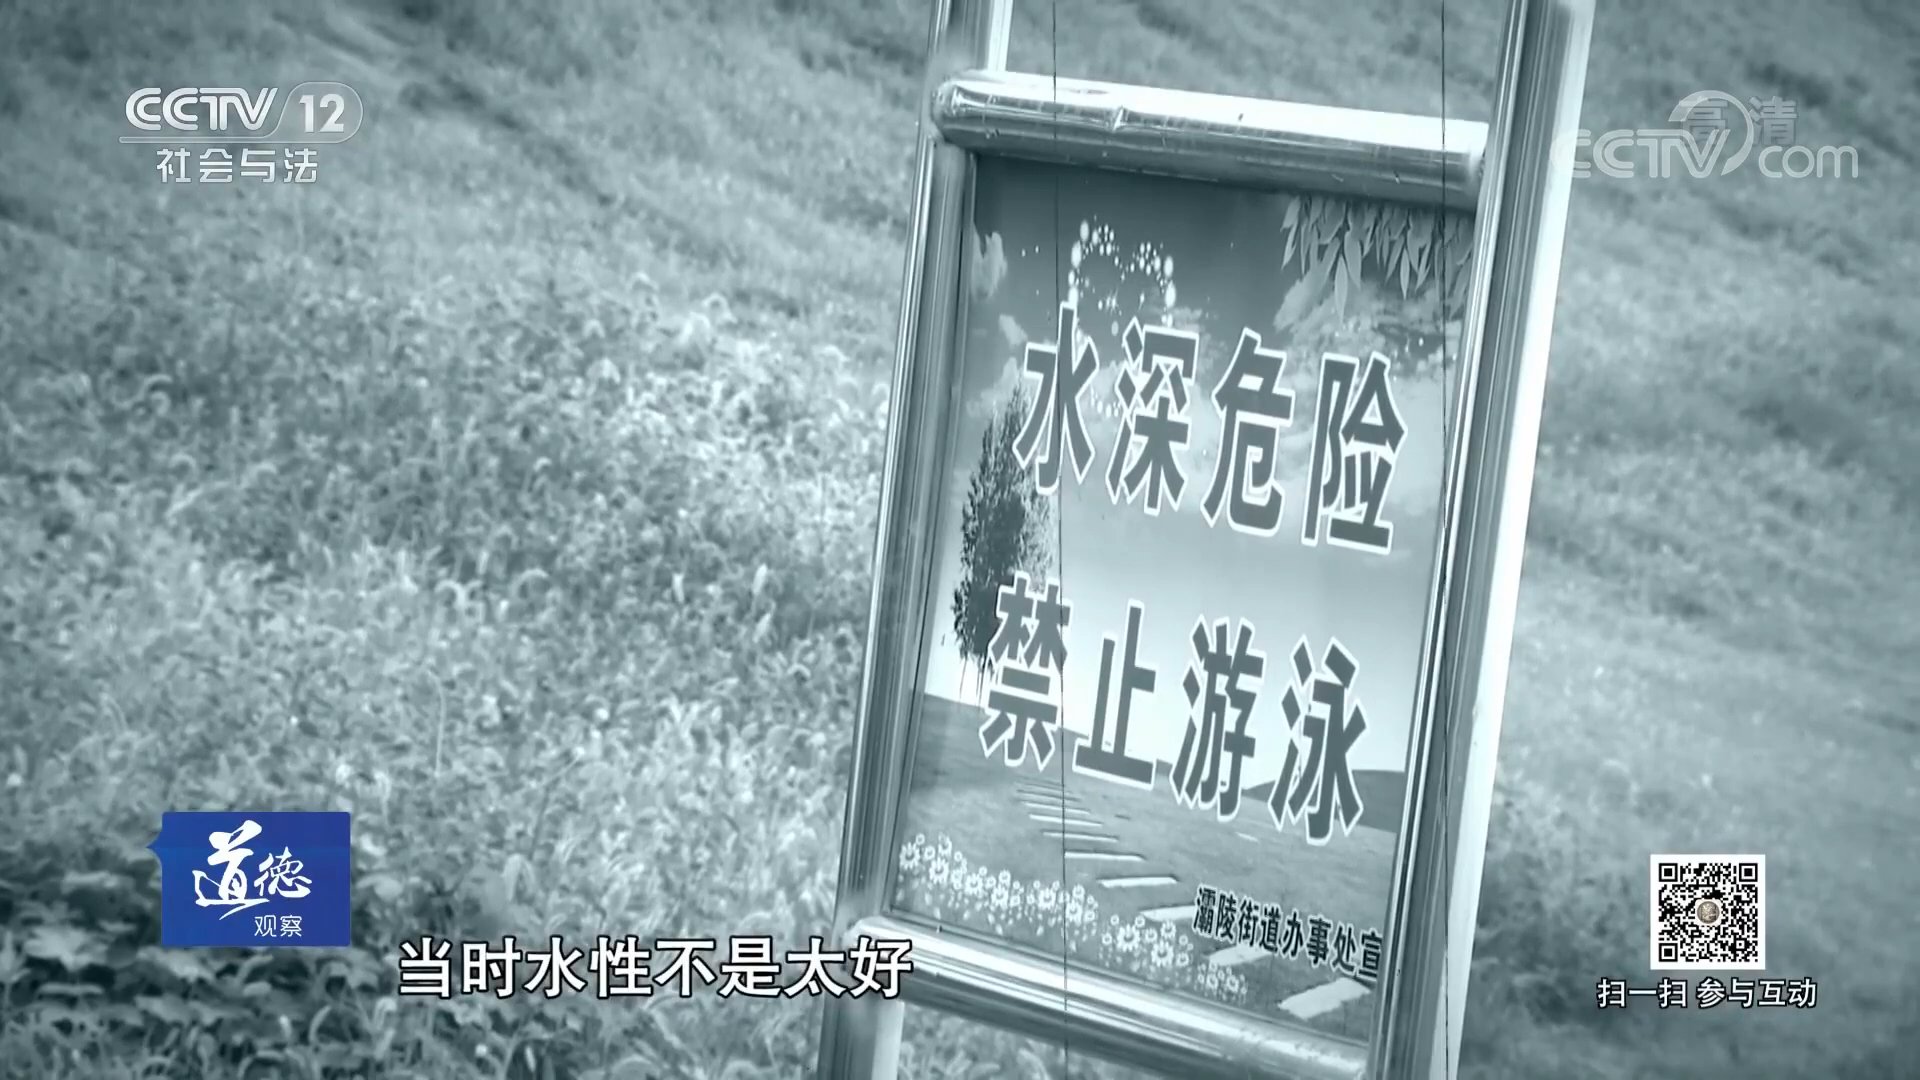 CCTV 12
社会与法
高清
CCTV com
水深危险
禁止游泳
灞陵街道办事处宣
道德
观察
当时水性不是太好
扫一扫 参与互动